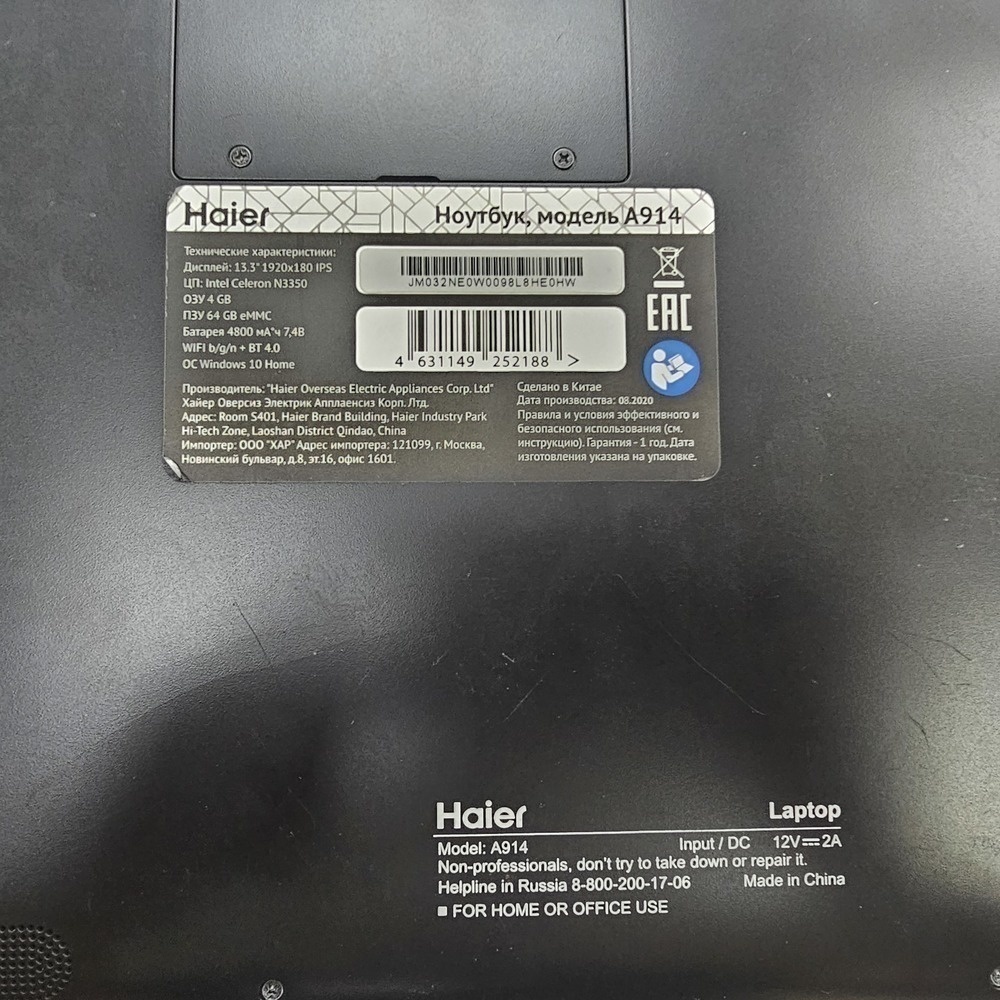 Haier
Ноутбук, модель A914
Технические характеристики:
Дисплей: 13.3" 1920x180 IPS
ЦП: Intel Celeron N3350
ОЗУ 4 GB
ПЗУ 64 GB eMMC
Батарея 4800 мА*ч 7,4В
WIFI b/g/n + BT 4.0
ОС Windows 10 Home
JM032NE0W0098L8HE0HW
4 631149 252188 >
EAC
Производитель: "Haier Overseas Electric Appliances Corp. Ltd"
Хайер Оверсиз Электрик Апплаенсиз Корп. Лтд.
Адрес: Room S401, Haier Brand Building, Haier Industry Park
Hi-Tech Zone, Laoshan District Qindao, China
Импортер: ООО "ХАР" Адрес импортера: 121099, г. Москва,
Новинский бульвар, д.8, эт.16, офис 1601.
Сделано в Китае
Дата производства: 08.2020
Правила и условия эффективного и
безопасного использования (см.
инструкцию). Гарантия - 1 год. Дата
изготовления указана на упаковке.
Haier
Laptop
Model: A914
Input / DC 12V⎓2A
Non-professionals, don't try to take down or repair it.
Helpline in Russia 8-800-200-17-06
Made in China
FOR HOME OR OFFICE USE